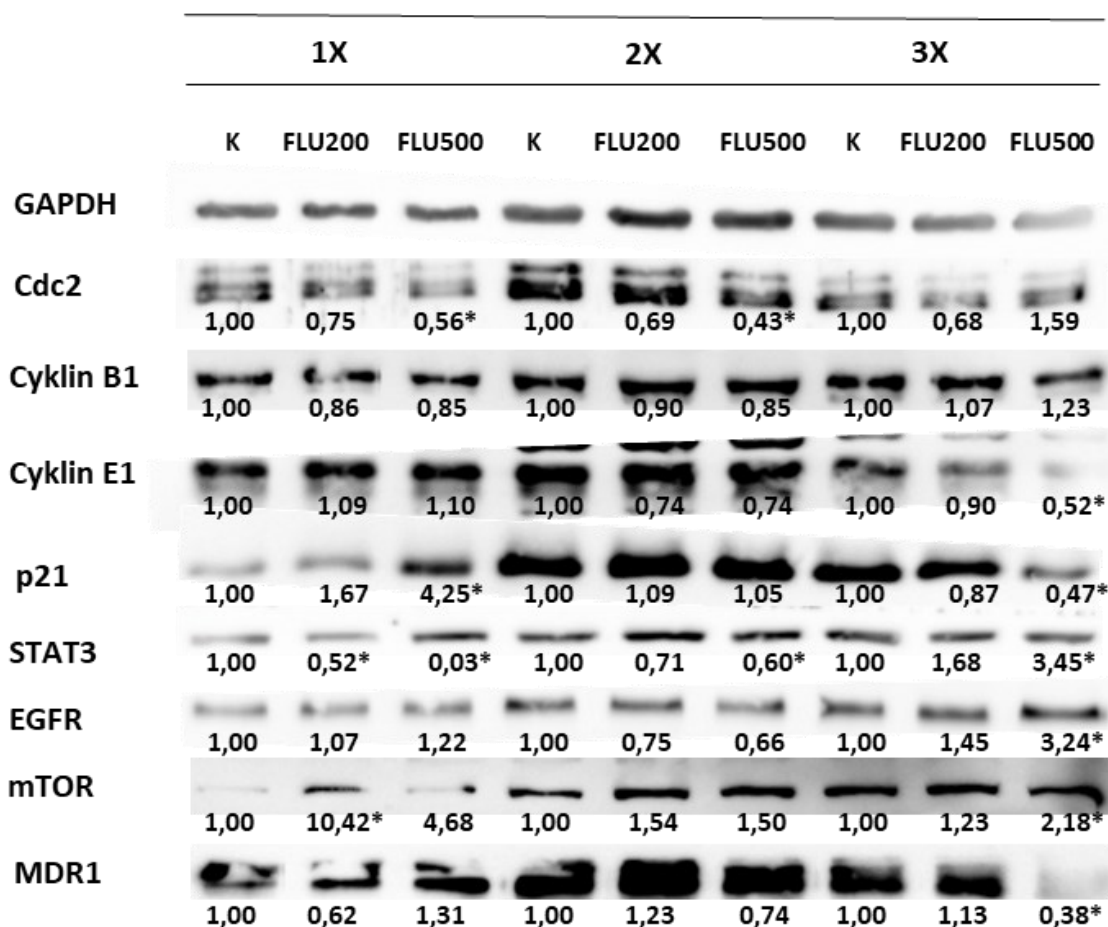 1X 2X 3X
K FLU200 FLU500 K FLU200 FLU500 K FLU200 FLU500
GAPDH
Cdc2
1,00 0,75 0,56* 1,00 0,69 0,43* 1,00 0,68 1,59
Cyklin B1
1,00 0,86 0,85 1,00 0,90 0,85 1,00 1,07 1,23
Cyklin E1
1,00 1,09 1,10 1,00 0,74 0,74 1,00 0,90 0,52*
p21
1,00 1,67 4,25* 1,00 1,09 1,05 1,00 0,87 0,47*
STAT3
1,00 0,52* 0,03* 1,00 0,71 0,60* 1,00 1,68 3,45*
EGFR
1,00 1,07 1,22 1,00 0,75 0,66 1,00 1,45 3,24*
mTOR
1,00 10,42* 4,68 1,00 1,54 1,50 1,00 1,23 2,18*
MDR1
1,00 0,62 1,31 1,00 1,23 0,74 1,00 1,13 0,38*